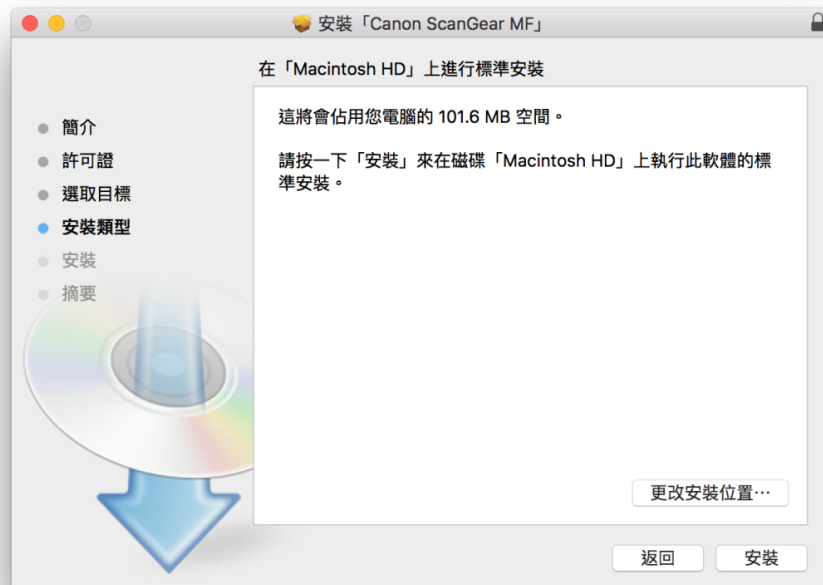 安裝「Canon ScanGear MF」
在「Macintosh HD」上進行標準安裝
簡介
許可證
選取目標
安裝類型
安裝
摘要
這將會佔用您電腦的 101.6 MB 空間。
請按一下「安裝」來在磁碟「Macintosh HD」上執行此軟體的標
準安裝。
更改安裝位置⋯
返回
安裝